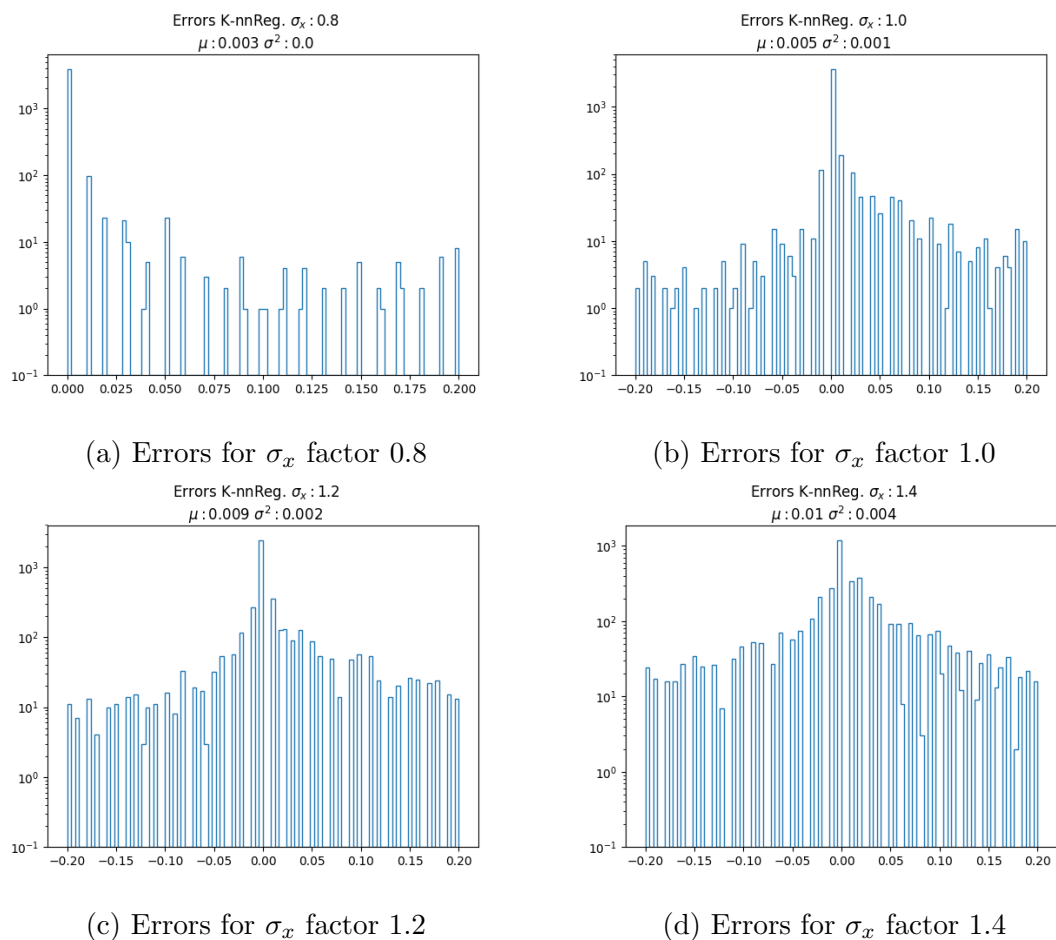 Errors K-nnReg. σx : 0.8
μ : 0.003 σ² : 0.0
10³
10²
10¹
10⁰
10⁻¹
0.000 0.025 0.050 0.075 0.100 0.125 0.150 0.175 0.200
(a) Errors for σx factor 0.8
Errors K-nnReg. σx : 1.0
μ : 0.005 σ² : 0.001
10³
10²
10¹
10⁰
10⁻¹
−0.20 −0.15 −0.10 −0.05 0.00 0.05 0.10 0.15 0.20
(b) Errors for σx factor 1.0
Errors K-nnReg. σx : 1.2
μ : 0.009 σ² : 0.002
10³
10²
10¹
10⁰
10⁻¹
−0.20 −0.15 −0.10 −0.05 0.00 0.05 0.10 0.15 0.20
(c) Errors for σx factor 1.2
Errors K-nnReg. σx : 1.4
μ : 0.01 σ² : 0.004
10³
10²
10¹
10⁰
10⁻¹
−0.20 −0.15 −0.10 −0.05 0.00 0.05 0.10 0.15 0.20
(d) Errors for σx factor 1.4